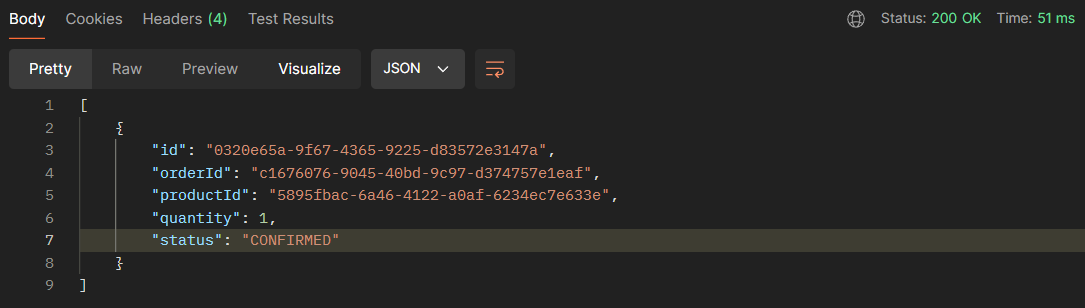 Body Cookies Headers (4) Test Results Status: 200 OK Time: 51 ms
Pretty Raw Preview Visualize JSON
1 [
2 {
3 "id": "0320e65a-9f67-4365-9225-d83572e3147a",
4 "orderId": "c1676076-9045-40bd-9c97-d374757e1eaf",
5 "productId": "5895fbac-6a46-4122-a0af-6234ec7e633e",
6 "quantity": 1,
7 "status": "CONFIRMED"
8 }
9 ]